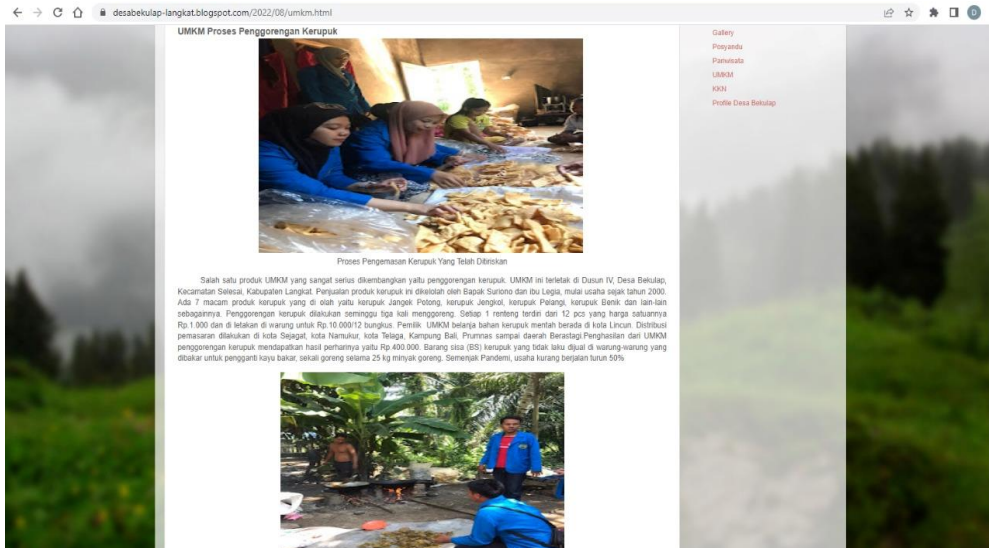 desabekulap-langkat.blogspot.com/2022/08/umkm.html
D
UMKM Proses Penggorengan Kerupuk
Gallery
Posyandu
Pariwisata
UMKM
KKN
Profile Desa Bekulap
Proses Pengemasan Kerupuk Yang Telah Ditiriskan
Salah satu produk UMKM yang sangat serius dikembangkan yaitu penggorengan kerupuk. UMKM ini terletak di Dusun IV, Desa Bekulap,
Kecamatan Selesai, Kabupaten Langkat. Penjualan produk kerupuk ini dikelolah oleh Bapak Suriono dan ibu Legia, mulai usaha sejak tahun 2000.
Ada 7 macam produk kerupuk yang di olah yaitu kerupuk Jangek Potong, kerupuk Jengkol, kerupuk Pelangi, kerupuk Benik dan lain-lain
sebagainnya. Penggorengan kerupuk dilakukan seminggu tiga kali menggoreng. Setiap 1 renteng terdiri dari 12 pcs yang harga satuannya
Rp.1.000 dan di letakan di warung untuk Rp.10.000/12 bungkus. Pemilik UMKM belanja bahan kerupuk mentah berada di kota Lincun. Distribusi
pemasaran dilakukan di kota Sejagat, kota Namukur, kota Telaga, Kampung Bali, Prumnas sampai daerah Berastagi.Penghasilan dari UMKM
penggorengan kerupuk mendapatkan hasil perharinya yaitu Rp.400.000. Barang sisa (BS) kerupuk yang tidak laku dijual di warung-warung yang
dibakar untuk pengganti kayu bakar, sekali goreng selama 25 kg minyak goreng. Semenjak Pandemi, usaha kurang berjalan turun 50%